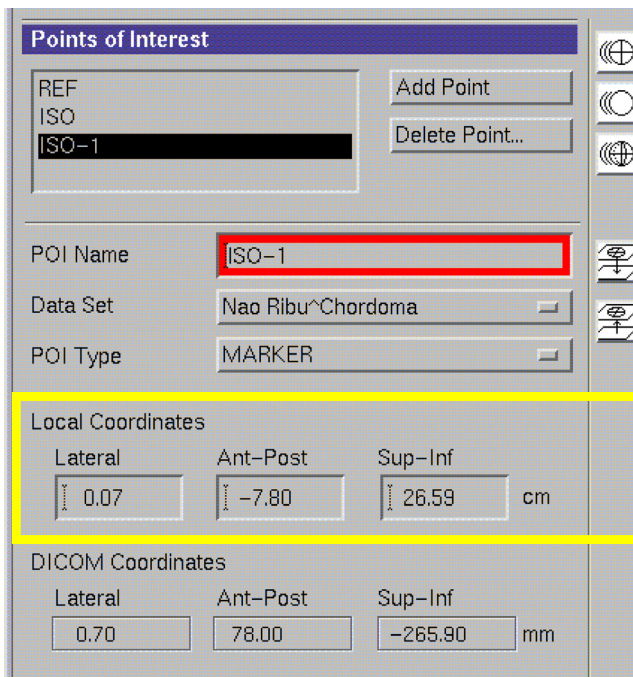 Points of Interest
REF
ISO
ISO-1
Add Point
Delete Point...
POI Name
ISO-1
Data Set
Nao Ribu^Chordoma
POI Type
MARKER
Local Coordinates
Lateral Ant-Post Sup-Inf
0.07 -7.80 26.59 cm
DICOM Coordinates
Lateral Ant-Post Sup-Inf
0.70 78.00 -265.90 mm